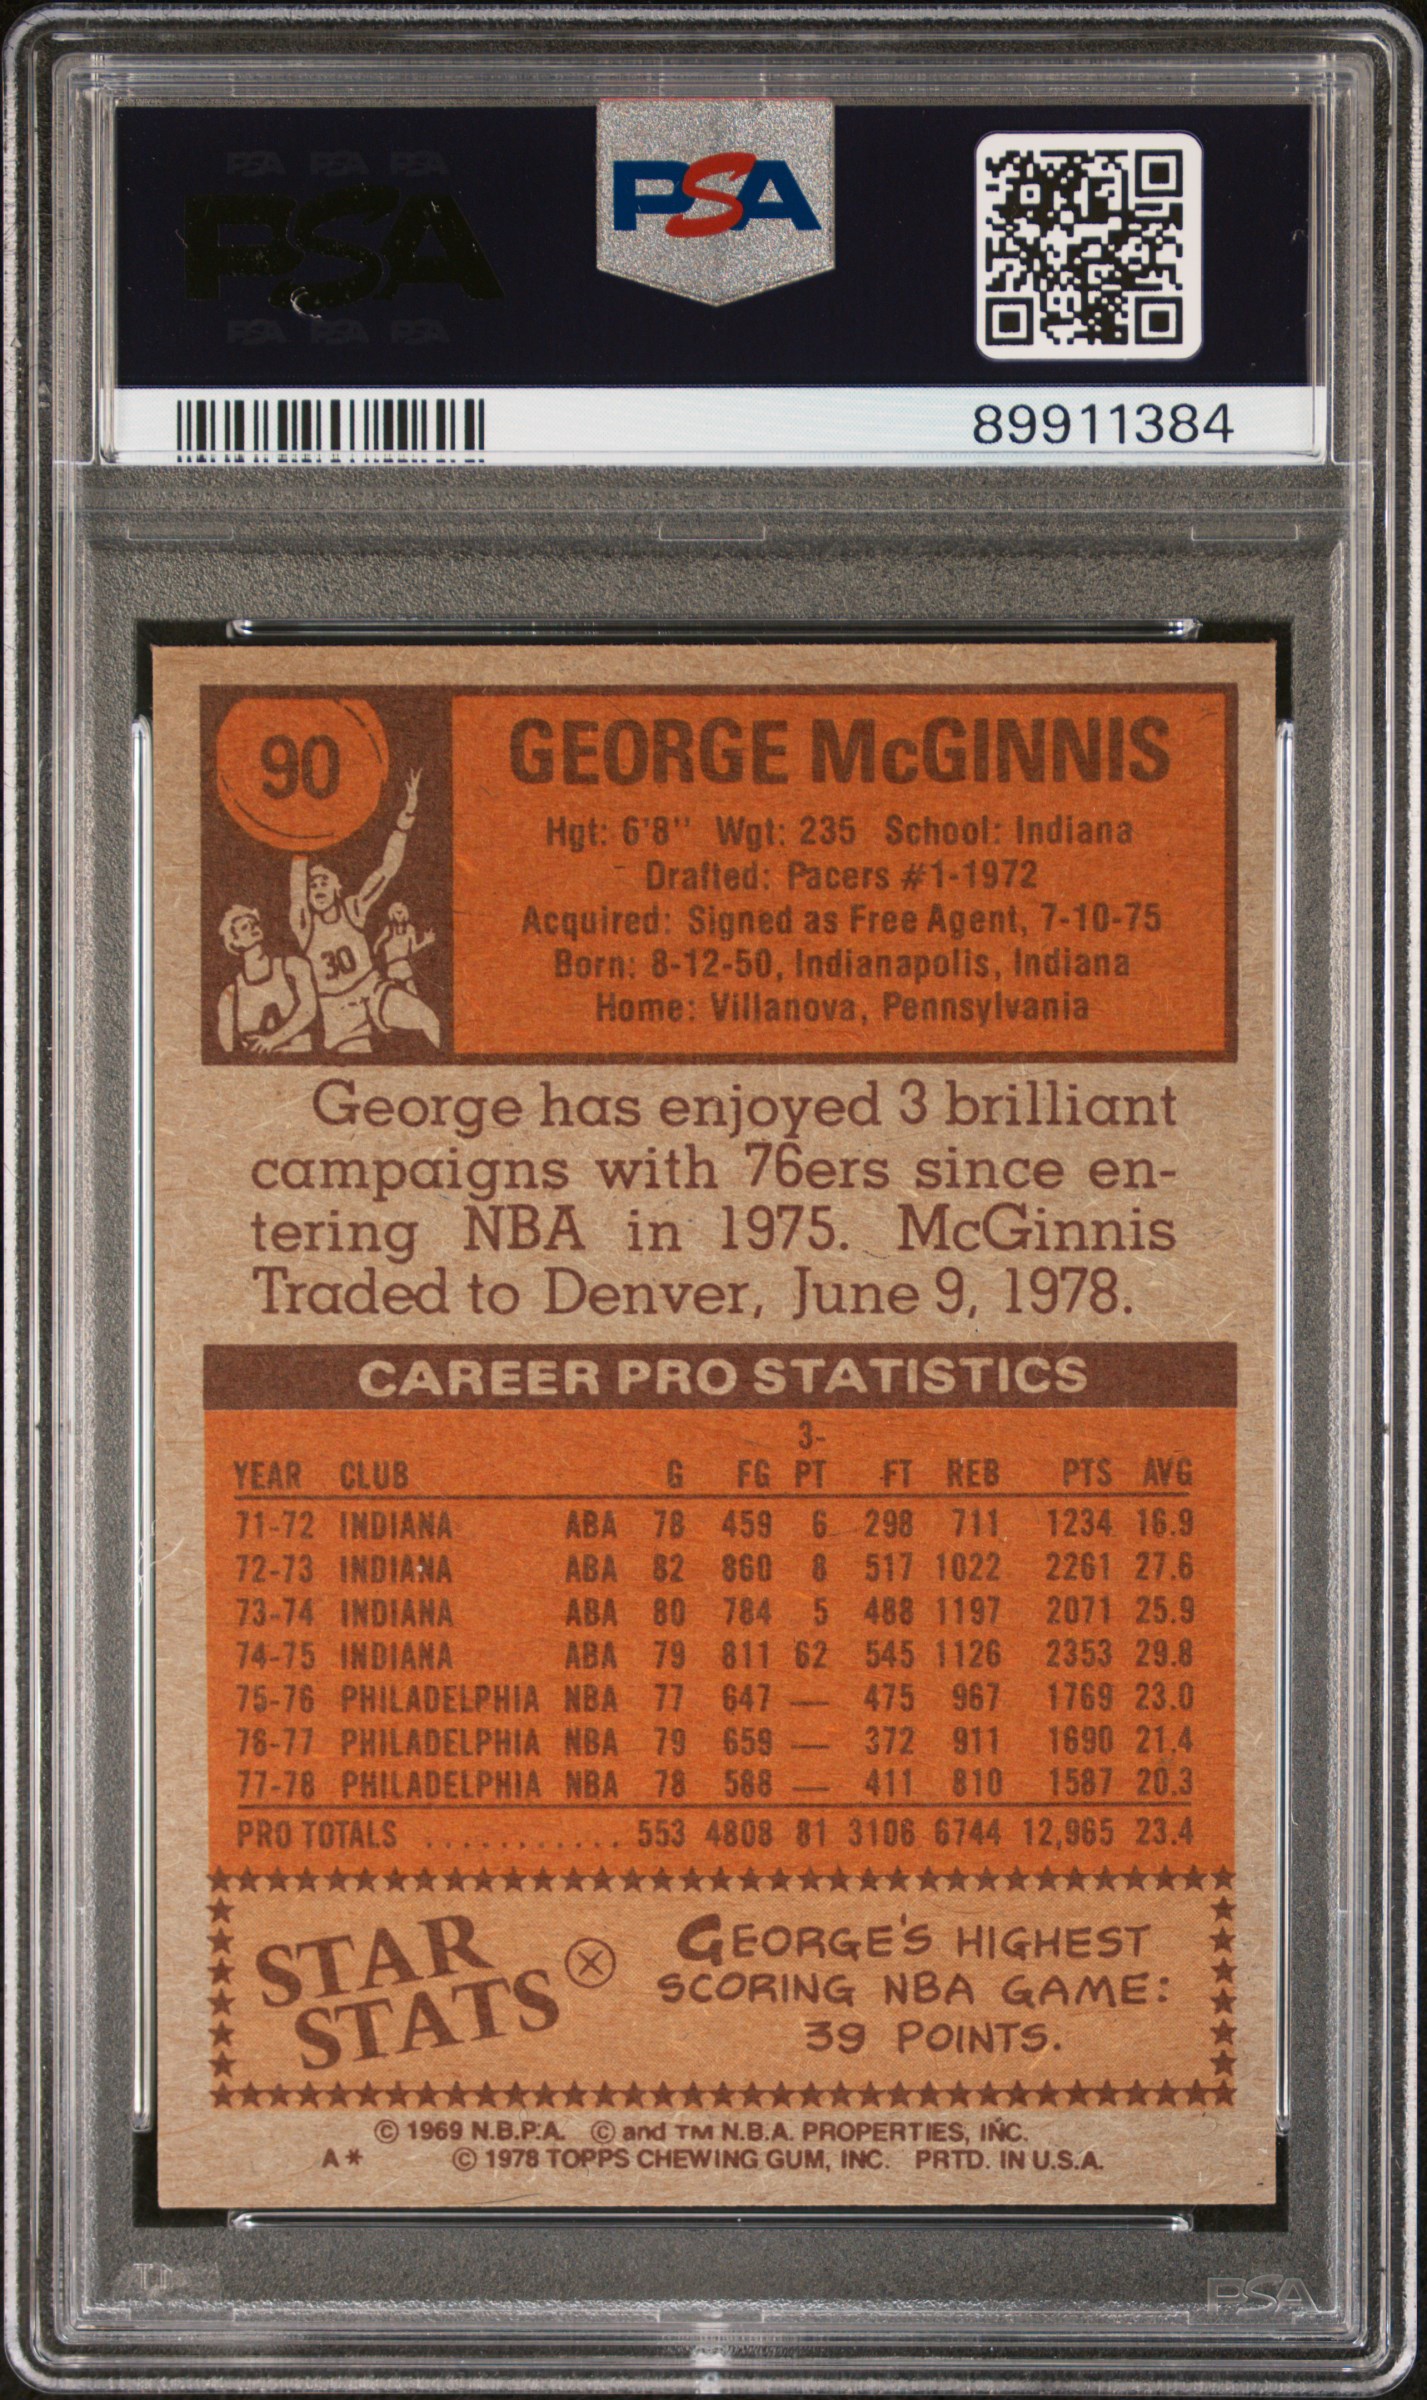 PSA PSA PSA
PSA
PSA PSA PSA
PSA
89911384
90
30
GEORGE McGINNIS
Hgt: 6'8" Wgt: 235 School: Indiana
Drafted: Pacers #1-1972
Acquired: Signed as Free Agent, 7-10-75
Born: 8-12-50, Indianapolis, Indiana
Home: Villanova, Pennsylvania
George has enjoyed 3 brilliant
campaigns with 76ers since en-
tering NBA in 1975. McGinnis
Traded to Denver, June 9, 1978.
CAREER PRO STATISTICS
YEAR CLUB G FG 3-PT FT REB PTS AVG
71-72 INDIANA ABA 78 459 6 298 711 1234 16.9
72-73 INDIANA ABA 82 860 8 517 1022 2261 27.6
73-74 INDIANA ABA 80 784 5 488 1197 2071 25.9
74-75 INDIANA ABA 79 811 62 545 1126 2353 29.8
75-76 PHILADELPHIA NBA 77 647 — 475 967 1769 23.0
76-77 PHILADELPHIA NBA 79 659 — 372 911 1690 21.4
77-78 PHILADELPHIA NBA 78 588 — 411 810 1587 20.3
PRO TOTALS ............ 553 4808 81 3106 6744 12,965 23.4
STAR
STATS
GEORGE'S HIGHEST
SCORING NBA GAME:
39 POINTS.
© 1969 N.B.P.A. © and TM N.B.A. PROPERTIES, INC.
A* © 1978 TOPPS CHEWING GUM, INC. PRTD. IN U.S.A.
PSA